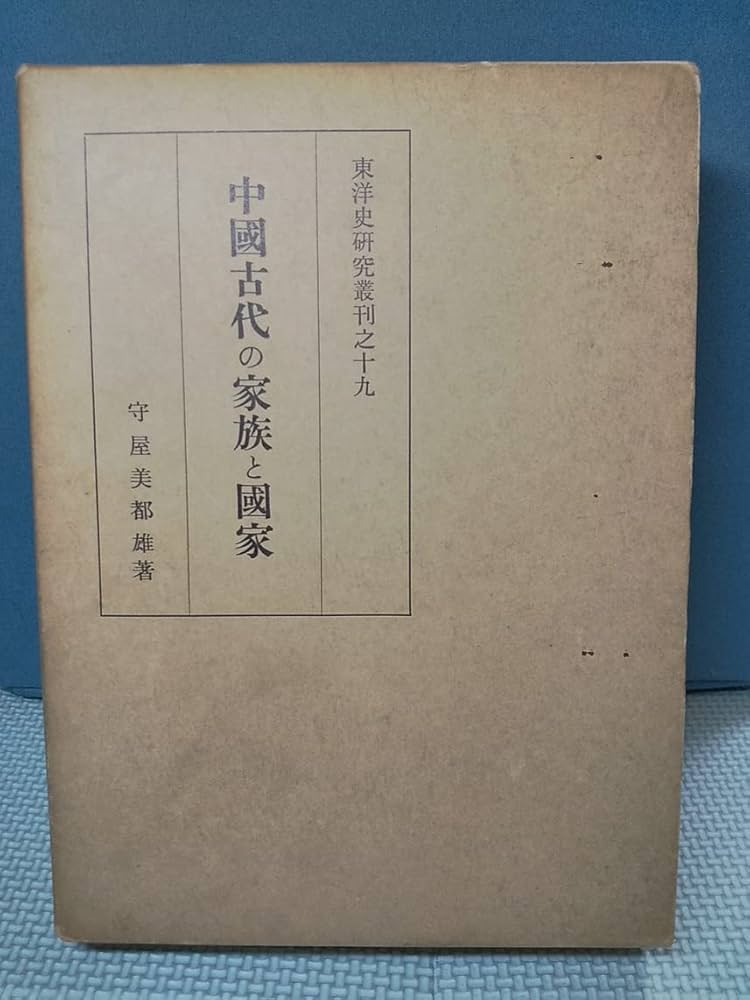 東洋史研究叢刊之十九
中國古代の家族と國家
守屋美都雄著